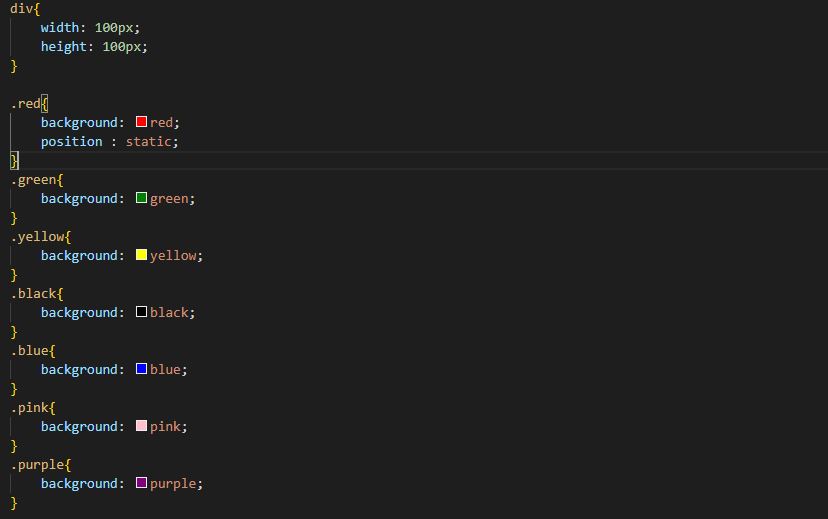 div{
    width: 100px;
    height: 100px;
}

.red{
    background: red;
    position : static;
}
.green{
    background: green;
}
.yellow{
    background: yellow;
}
.black{
    background: black;
}
.blue{
    background: blue;
}
.pink{
    background: pink;
}
.purple{
    background: purple;
}